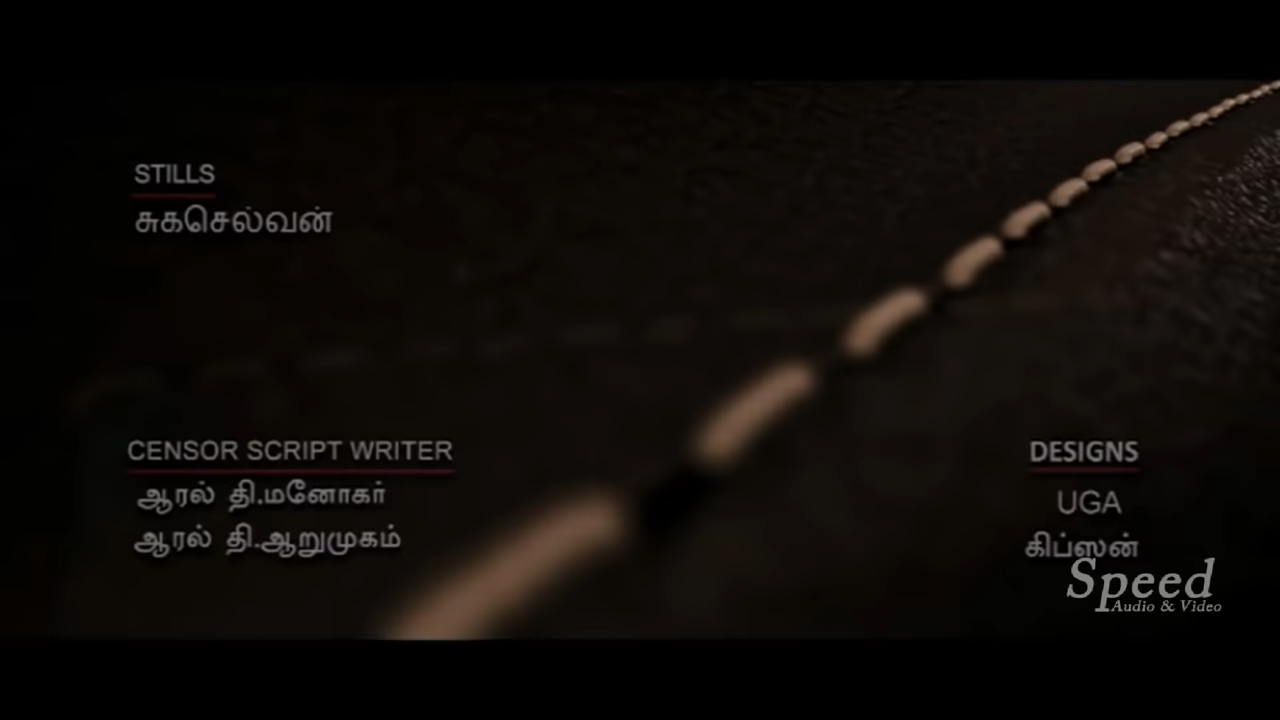 STILLS
சுகசெல்வன்
CENSOR SCRIPT WRITER
ஆரல் தி.மனோகர்
ஆரல் தி.ஆறுமுகம்
DESIGNS
UGA
கிப்ஸன்
Speed
Audio & Video